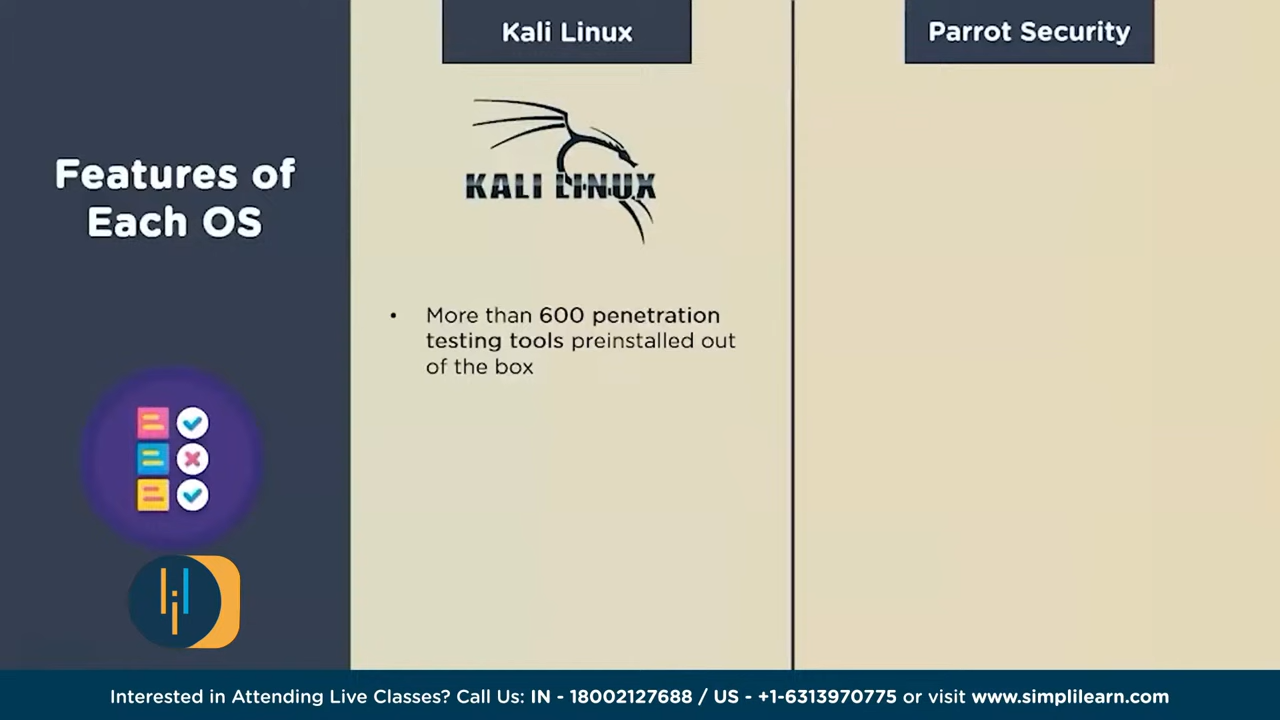 Kali Linux
Parrot Security
Features of
Each OS
KALI LINUX
• More than 600 penetration
testing tools preinstalled out
of the box
Interested in Attending Live Classes? Call Us: IN - 18002127688 / US - +1-6313970775 or visit www.simplilearn.com